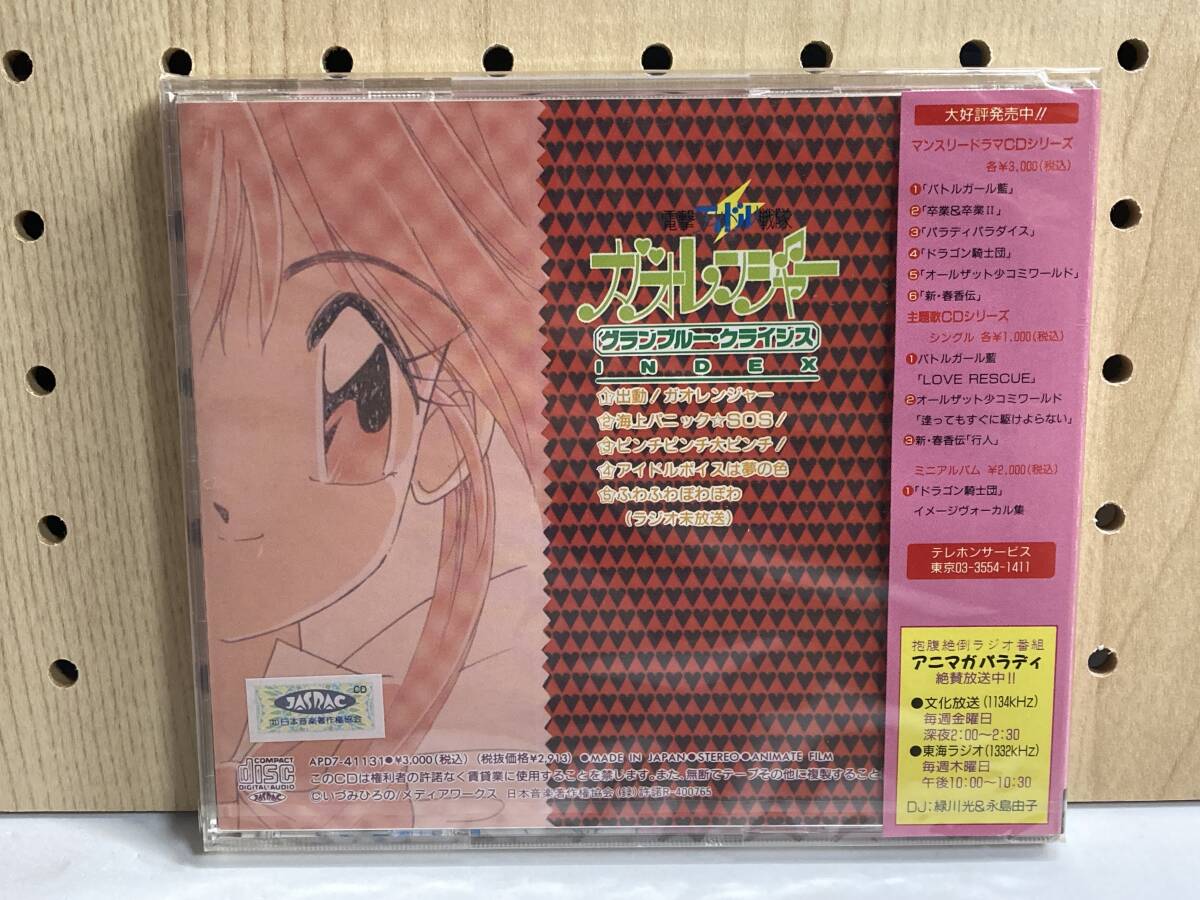 電撃アイドル戦隊
ガオレンジャー
グランブルー・クライシス
INDEX
①出動！ガオレンジャー
②海上パニック☆SOS！
③ピンチピンチ大ピンチ！
④アイドルボイスは夢の色
⑤ふわふわぽわぽわ
(ラジオ未放送)
CD
JASRAC
(社)日本音楽著作権協会
COMPACT
disc
DIGITAL AUDIO
JASRAC
APD7-41131●¥3,000(税込) (税抜価格¥2,913) ●MADE IN JAPAN●STEREO●ANIMATE FILM
このCDは権利者の許諾なく賃貸業に使用することを禁じます。また、無断でテープその他に複製すること
©いづみひろの/メディアワークス 日本音楽著作権協会(録)許諾R-400765
大好評発売中!!
マンスリードラマCDシリーズ
各¥3,000(税込)
❶「バトルガール藍」
❷「卒業&卒業Ⅱ」
❸「パラディパラダイス」
❹「ドラゴン騎士団」
❺「オールザット少コミワールド」
❻「新・春香伝」
主題歌CDシリーズ
シングル 各¥1,000(税込)
❶バトルガール藍
「LOVE RESCUE」
❷オールザット少コミワールド
「逢ってもすぐに駆けよらない」
❸新・春香伝「行人」
ミニアルバム ¥2,000(税込)
❶「ドラゴン騎士団」
イメージヴォーカル集
テレホンサービス
東京03-3554-1411
抱腹絶倒ラジオ番組
アニマガパラディ
絶賛放送中!!
●文化放送(1134kHz)
毎週金曜日
深夜2:00〜2:30
●東海ラジオ(1332kHz)
毎週木曜日
午後10:00〜10:30
DJ:緑川光&永島由子